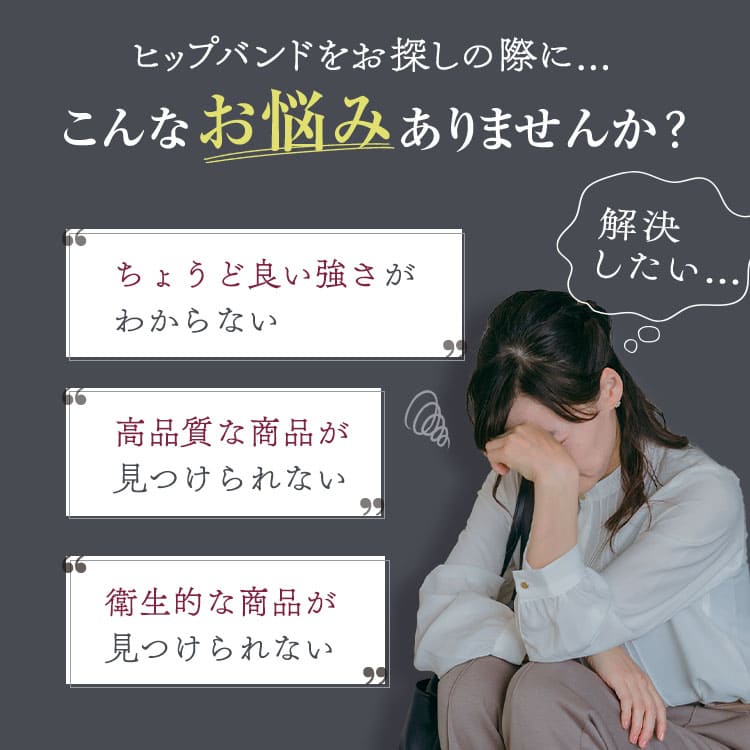 ヒップバンドをお探しの際に...
こんなお悩みありませんか？
解決
したい...
ちょうど良い強さが
わからない
高品質な商品が
見つけられない
衛生的な商品が
見つけられない